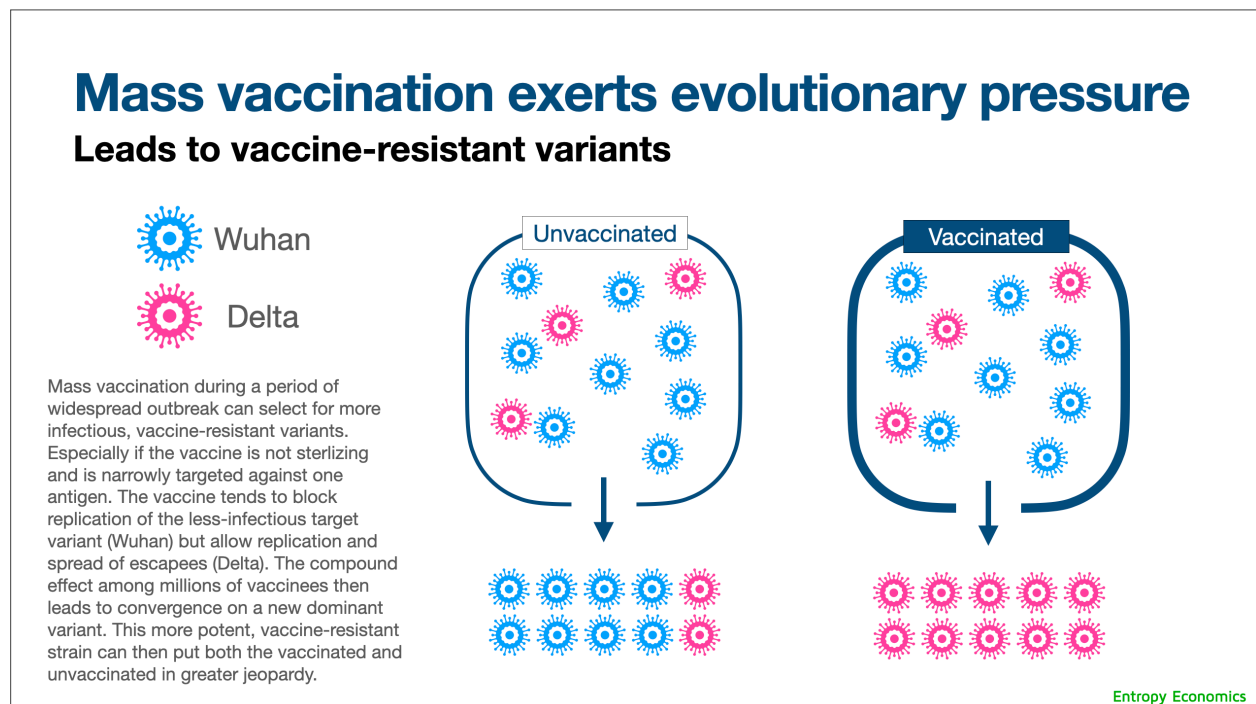 Mass vaccination exerts evolutionary pressure
Leads to vaccine-resistant variants
Wuhan
Delta
Mass vaccination during a period of
widespread outbreak can select for more
infectious, vaccine-resistant variants.
Especially if the vaccine is not sterlizing
and is narrowly targeted against one
antigen. The vaccine tends to block
replication of the less-infectious target
variant (Wuhan) but allow replication and
spread of escapees (Delta). The compound
effect among millions of vaccinees then
leads to convergence on a new dominant
variant. This more potent, vaccine-resistant
strain can then put both the vaccinated and
unvaccinated in greater jeopardy.
Unvaccinated
Vaccinated
Entropy Economics